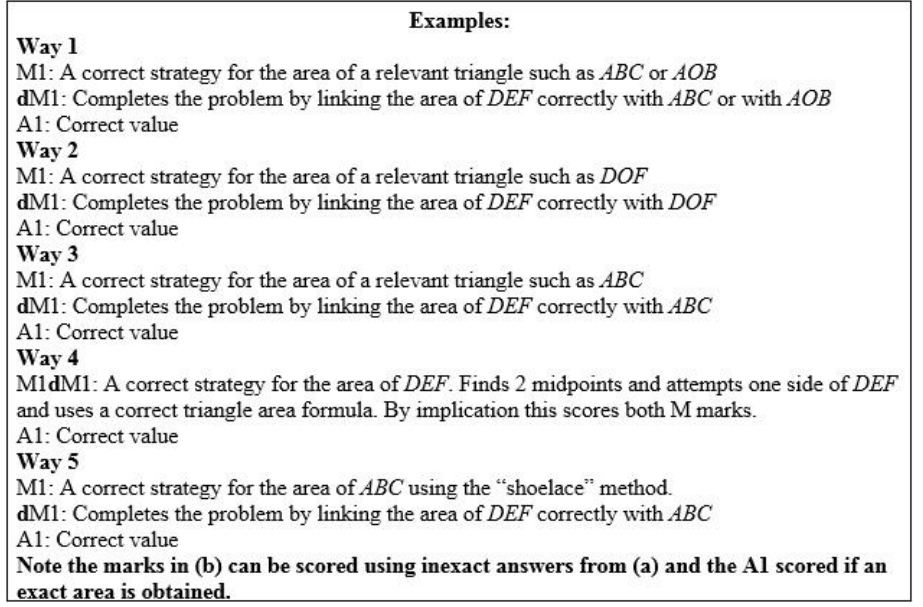 Examples:
Way 1
M1: A correct strategy for the area of a relevant triangle such as ABC or AOB
dM1: Completes the problem by linking the area of DEF correctly with ABC or with AOB
A1: Correct value
Way 2
M1: A correct strategy for the area of a relevant triangle such as DOF
dM1: Completes the problem by linking the area of DEF correctly with DOF
A1: Correct value
Way 3
M1: A correct strategy for the area of a relevant triangle such as ABC
dM1: Completes the problem by linking the area of DEF correctly with ABC
A1: Correct value
Way 4
M1dM1: A correct strategy for the area of DEF. Finds 2 midpoints and attempts one side of DEF
and uses a correct triangle area formula. By implication this scores both M marks.
A1: Correct value
Way 5
M1: A correct strategy for the area of ABC using the “shoelace” method.
dM1: Completes the problem by linking the area of DEF correctly with ABC
A1: Correct value
Note the marks in (b) can be scored using inexact answers from (a) and the A1 scored if an
exact area is obtained.